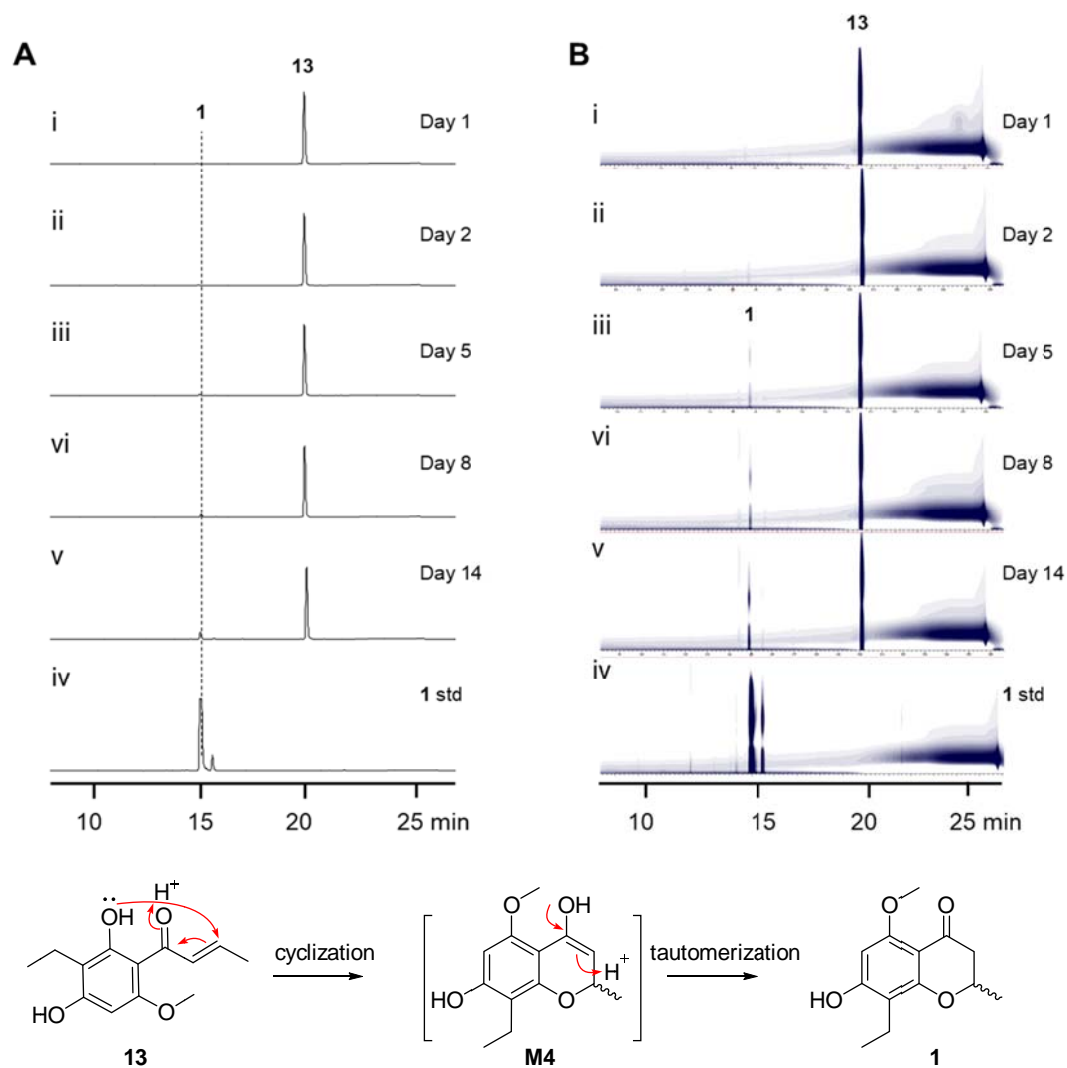 A
B
13
1
i
Day 1
ii
Day 2
iii
Day 5
vi
Day 8
v
Day 14
iv
1 std
10 15 20 25 min
13
i
Day 1
ii
Day 2
1
iii
Day 5
vi
Day 8
v
Day 14
iv
1 std
10 15 20 25 min
H+
OH
O
HO
O
13
cyclization
O
OH
H+
HO
O
M4
tautomerization
O
O
HO
O
1